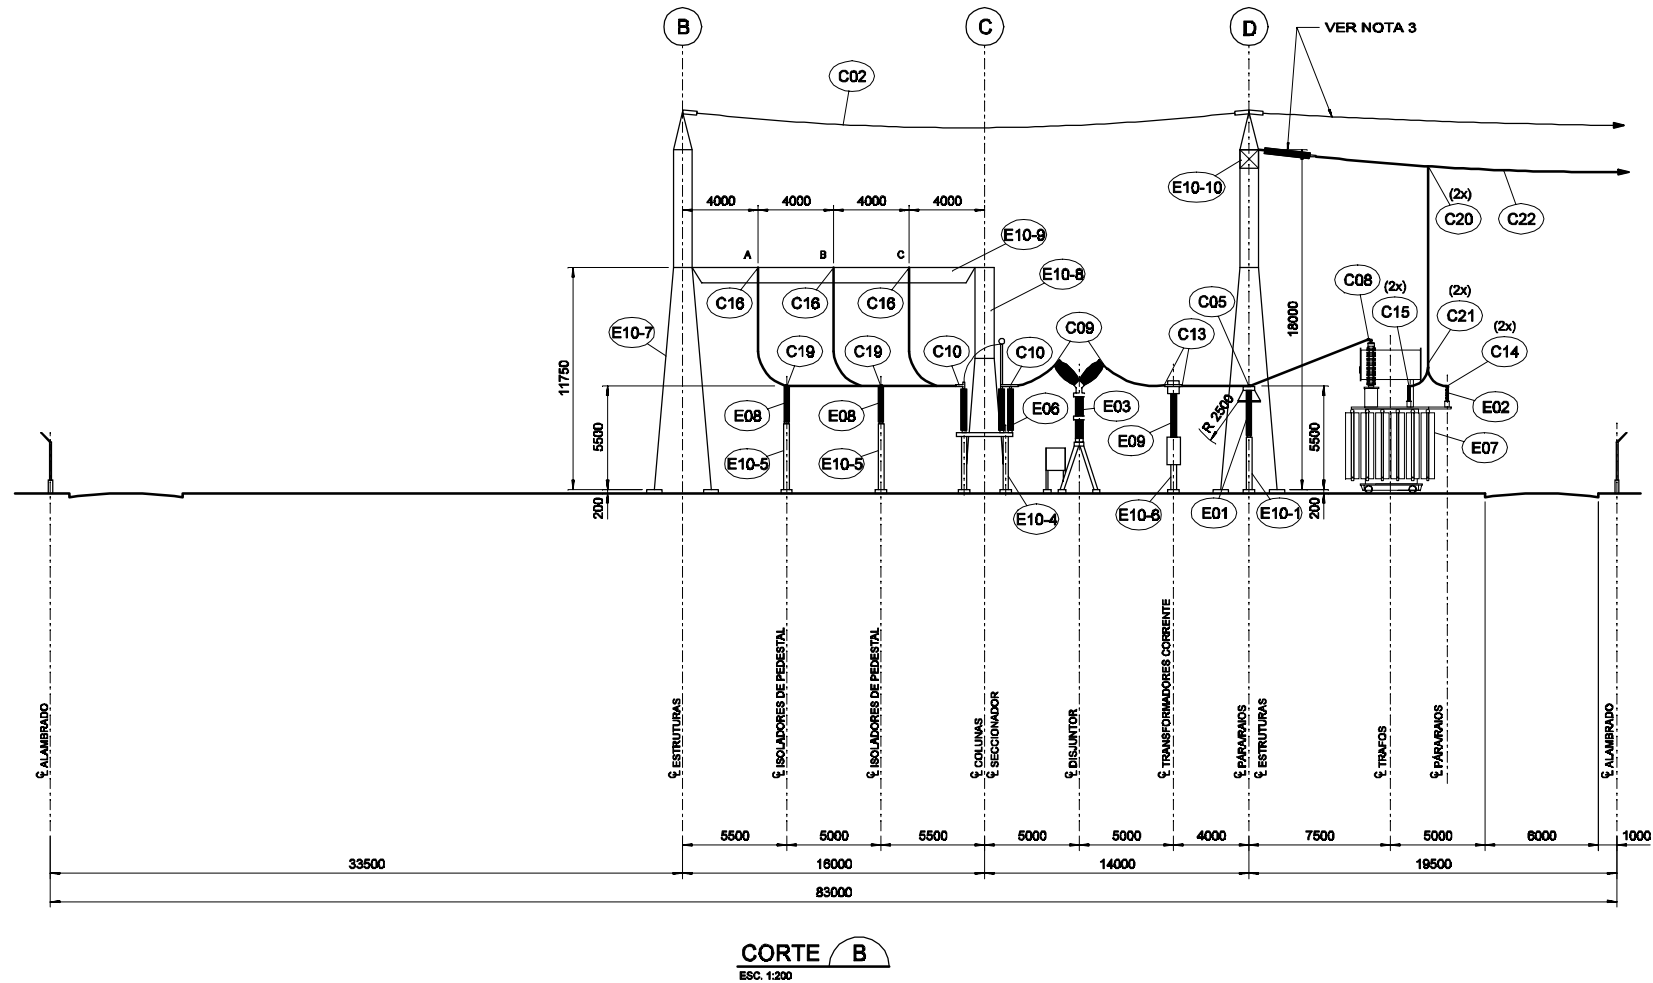 B
C
D
VER NOTA 3
C02
E10-10
(2x)
C20
C22
4000
4000
4000
4000
E10-9
A
B
C
E10-8
C16
C16
C16
C05
C08
(2x)
C15
(2x)
C21
(2x)
C14
18000
E10-7
C19
C19
C10
C10
C09
C13
11750
5500
E08
E08
E06
E03
R 2500
5500
E02
E09
E07
E10-5
E10-5
200
E10-4
E10-6
E01
E10-1
200
℄ ALAMBRADO
℄ ESTRUTURAS
℄ ISOLADORES DE PEDESTAL
℄ ISOLADORES DE PEDESTAL
℄ COLUNAS
℄ SECCIONADOR
℄ DISJUNTOR
℄ TRANSFORMADORES CORRENTE
℄ PÁRA/RAIOS
℄ ESTRUTURAS
℄ TRAFOS
℄ PÁRA/RAIOS
℄ ALAMBRADO
5500
5000
5500
5000
5000
4000
7500
5000
6000
1000
33500
16000
14000
19500
83000
CORTE B
ESC. 1:200